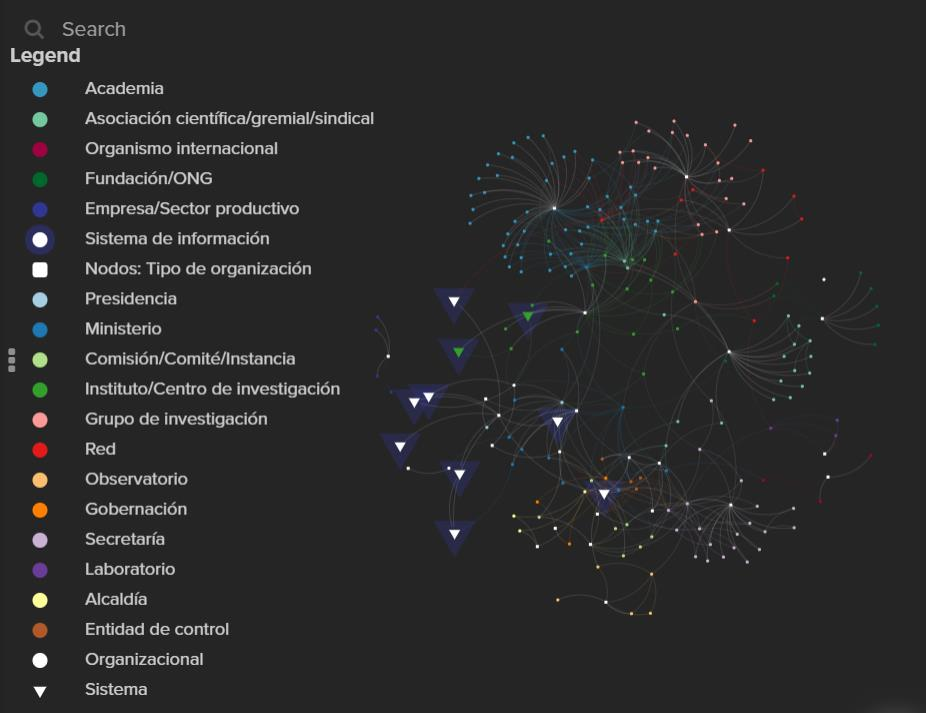 Search
Legend
Academia
Asociación científica/gremial/sindical
Organismo internacional
Fundación/ONG
Empresa/Sector productivo
Sistema de información
Nodos: Tipo de organización
Presidencia
Ministerio
Comisión/Comité/Instancia
Instituto/Centro de investigación
Grupo de investigación
Red
Observatorio
Gobernación
Secretaría
Laboratorio
Alcaldía
Entidad de control
Organizacional
Sistema